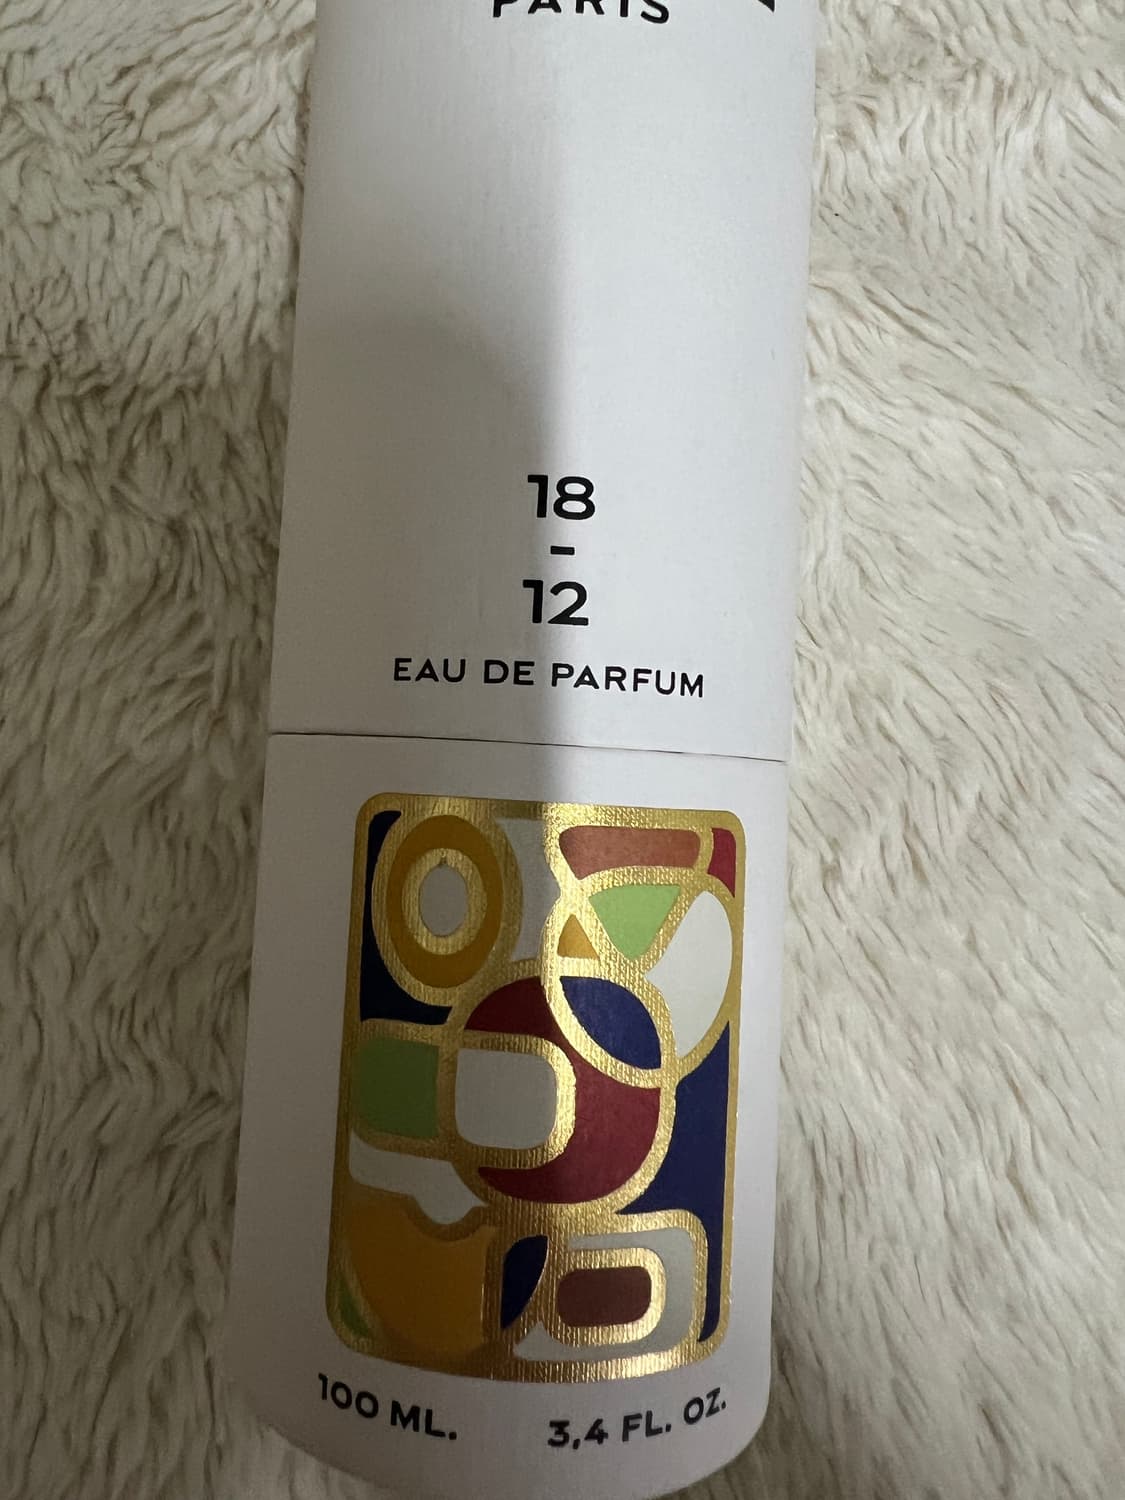 PARIS
18
-
12
EAU DE PARFUM
100 ML.
3,4 FL. OZ.